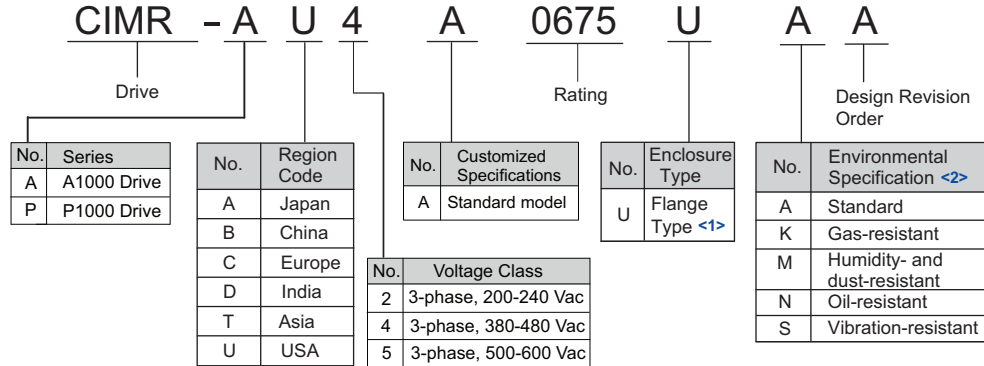 CIMR - A U 4 A 0675 U A A
Drive
Rating
Design Revision
Order
No. Series
A A1000 Drive
P P1000 Drive
No. Region
Code
A Japan
B China
C Europe
D India
T Asia
U USA
No. Voltage Class
2 3-phase, 200-240 Vac
4 3-phase, 380-480 Vac
5 3-phase, 500-600 Vac
No. Customized
Specifications
A Standard model
No. Enclosure
Type
U Flange
Type <1>
No. Environmental
Specification <2>
A Standard
K Gas-resistant
M Humidity- and
dust-resistant
N Oil-resistant
S Vibration-resistant